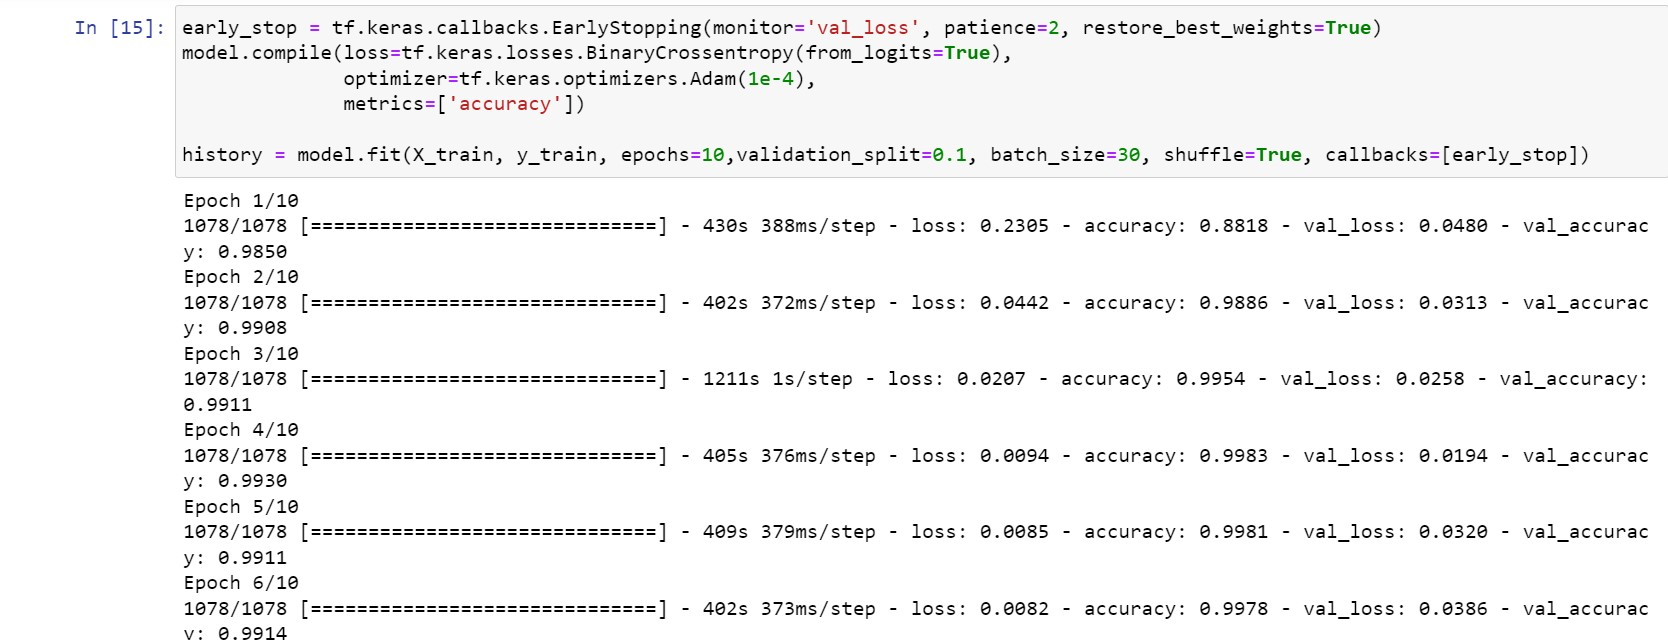 In [15]: early_stop = tf.keras.callbacks.EarlyStopping(monitor='val_loss', patience=2, restore_best_weights=True)
model.compile(loss=tf.keras.losses.BinaryCrossentropy(from_logits=True),
optimizer=tf.keras.optimizers.Adam(1e-4),
metrics=['accuracy'])
history = model.fit(X_train, y_train, epochs=10,validation_split=0.1, batch_size=30, shuffle=True, callbacks=[early_stop])
Epoch 1/10
1078/1078 [==============================] - 430s 388ms/step - loss: 0.2305 - accuracy: 0.8818 - val_loss: 0.0480 - val_accurac
y: 0.9850
Epoch 2/10
1078/1078 [==============================] - 402s 372ms/step - loss: 0.0442 - accuracy: 0.9886 - val_loss: 0.0313 - val_accurac
y: 0.9908
Epoch 3/10
1078/1078 [==============================] - 1211s 1s/step - loss: 0.0207 - accuracy: 0.9954 - val_loss: 0.0258 - val_accuracy:
0.9911
Epoch 4/10
1078/1078 [==============================] - 405s 376ms/step - loss: 0.0094 - accuracy: 0.9983 - val_loss: 0.0194 - val_accurac
y: 0.9930
Epoch 5/10
1078/1078 [==============================] - 409s 379ms/step - loss: 0.0085 - accuracy: 0.9981 - val_loss: 0.0320 - val_accurac
y: 0.9911
Epoch 6/10
1078/1078 [==============================] - 402s 373ms/step - loss: 0.0082 - accuracy: 0.9978 - val_loss: 0.0386 - val_accurac
y: 0.9914